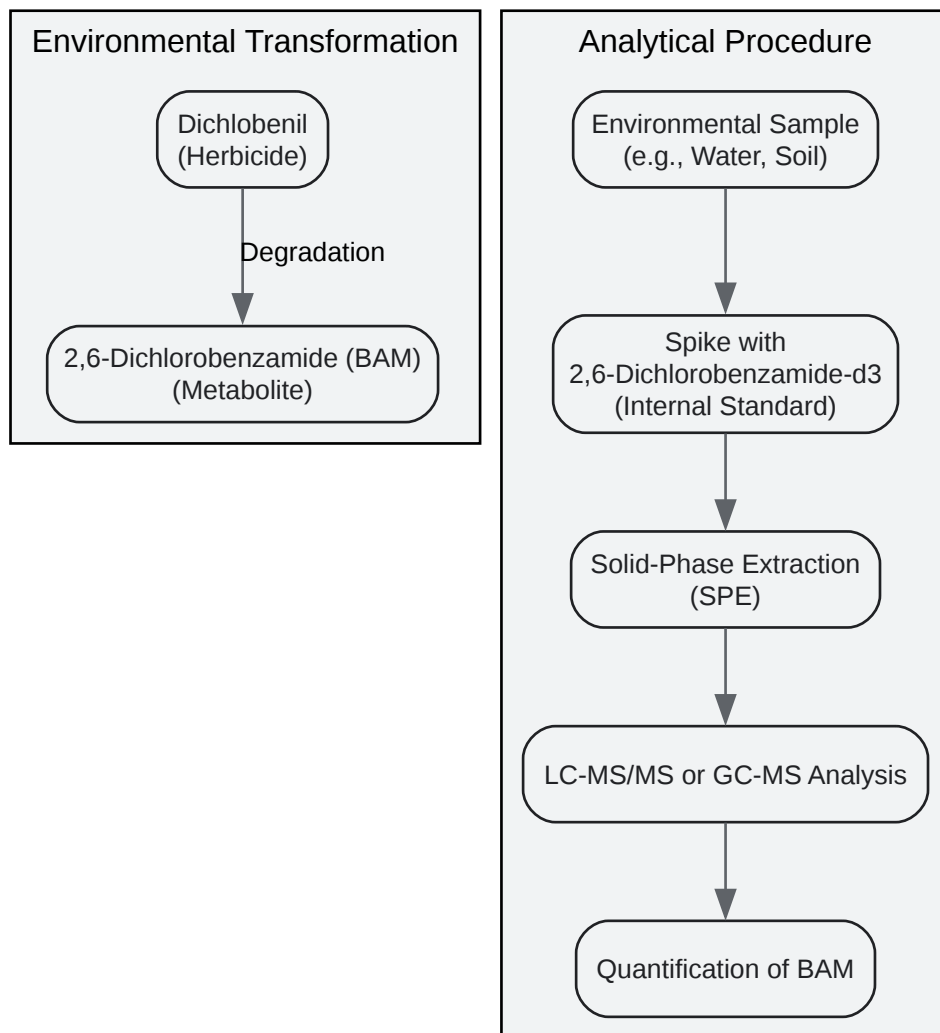 Environmental Transformation
Dichlobenil
(Herbicide)
Degradation
2,6-Dichlorobenzamide (BAM)
(Metabolite)
Analytical Procedure
Environmental Sample
(e.g., Water, Soil)
Spike with
2,6-Dichlorobenzamide-d3
(Internal Standard)
Solid-Phase Extraction
(SPE)
LC-MS/MS or GC-MS Analysis
Quantification of BAM